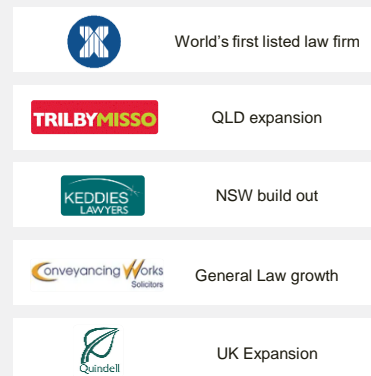 World's first listed law firm
TRILBYMISSO
QLD expansion
KEDDIES
LAWYERS
NSW build out
Conveyancing Works
Solicitors
General Law growth
Quindell
UK Expansion